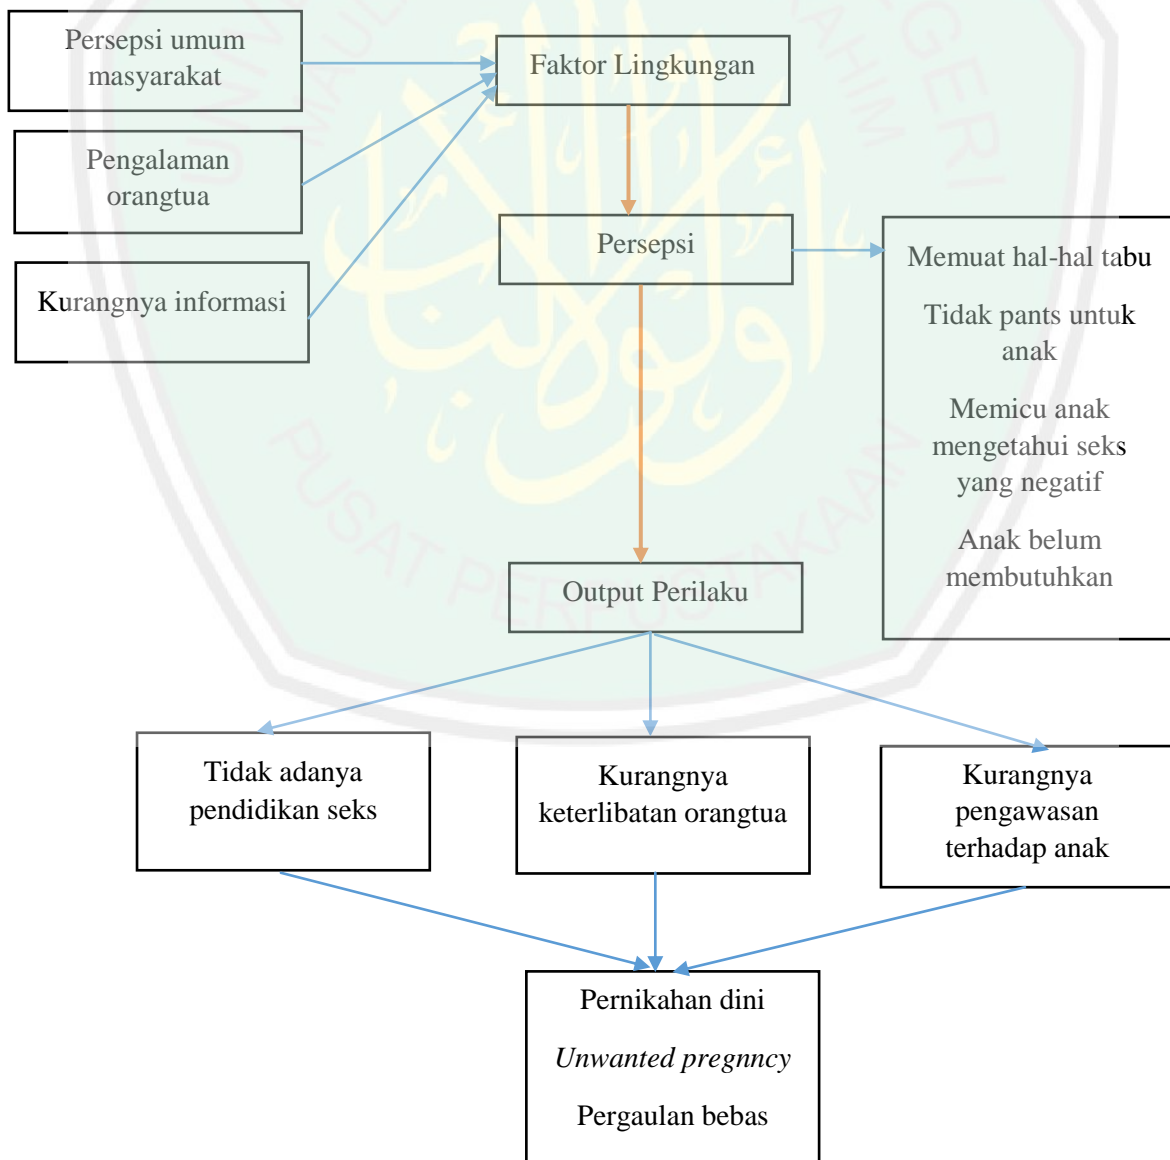 Persepsi umum
masyarakat
Faktor Lingkungan
Pengalaman
orangtua
Persepsi
Kurangnya informasi
Memuat hal-hal tabu
Tidak pants untuk
anak
Memicu anak
mengetahui seks
yang negatif
Anak belum
membutuhkan
Output Perilaku
Tidak adanya
pendidikan seks
Kurangnya
keterlibatan orangtua
Kurangnya
pengawasan
terhadap anak
Pernikahan dini
Unwanted pregnncy
Pergaulan bebas
PUSAT PERPUSTAKAAN